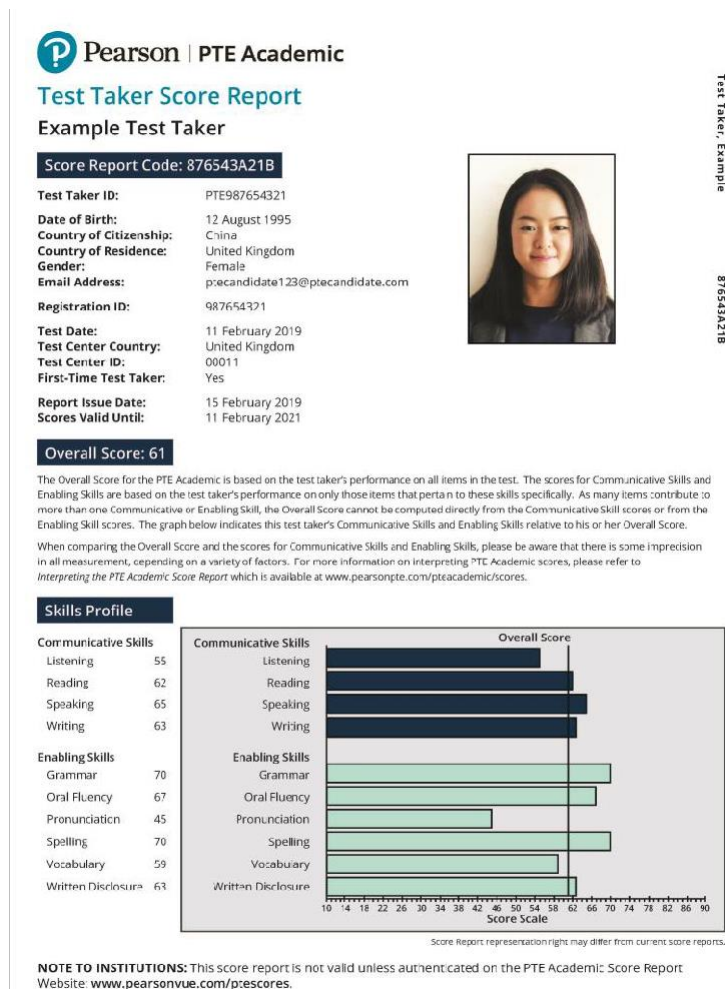 Pearson | PTE Academic
Test Taker Score Report
Example Test Taker
Score Report Code: 876543A21B
Test Taker ID: PTE987654321
Date of Birth: 12 August 1995
Country of Citizenship: China
Country of Residence: United Kingdom
Gender: Female
Email Address: ptecandidate123@ptecandidate.com
Registration ID: 987654321
Test Date: 11 February 2019
Test Center Country: United Kingdom
Test Center ID: 00011
First-Time Test Taker: Yes
Report Issue Date: 15 February 2019
Scores Valid Until: 11 February 2021
Test Taker, Example
876543A21B
Overall Score: 61
The Overall Score for the PTE Academic is based on the test taker's performance on all items in the test. The scores for Communicative Skills and
Enabling Skills are based on the test taker's performance on only those items that pertain to these skills specifically. As many items contribute to
more than one Communicative or Enabling Skill, the Overall Score cannot be computed directly from the Communicative Skill scores or from the
Enabling Skill scores. The graph below indicates this test taker's Communicative Skills and Enabling Skills relative to his or her Overall Score.
When comparing the Overall Score and the scores for Communicative Skills and Enabling Skills, please be aware that there is some imprecision
in all measurement, depending on a variety of factors. For more information on interpreting PTE Academic scores, please refer to
Interpreting the PTE Academic Score Report which is available at www.pearsonpte.com/pteacademic/scores.
Skills Profile
Communicative Skills
Listening 55
Reading 62
Speaking 65
Writing 63
Enabling Skills
Grammar 70
Oral Fluency 67
Pronunciation 45
Spelling 70
Vocabulary 59
Written Disclosure 63
Overall Score
Communicative Skills
Listening
Reading
Speaking
Writing
Enabling Skills
Grammar
Oral Fluency
Pronunciation
Spelling
Vocabulary
Written Disclosure
10 14 22 26 30 34 38 42 46 50 54 58 62 66 70 74 78 82 86 90
Score Scale
Score Report representation right may differ from current score reports.
NOTE TO INSTITUTIONS: This score report is not valid unless authenticated on the PTE Academic Score Report
Website: www.pearsonvue.com/ptescores.